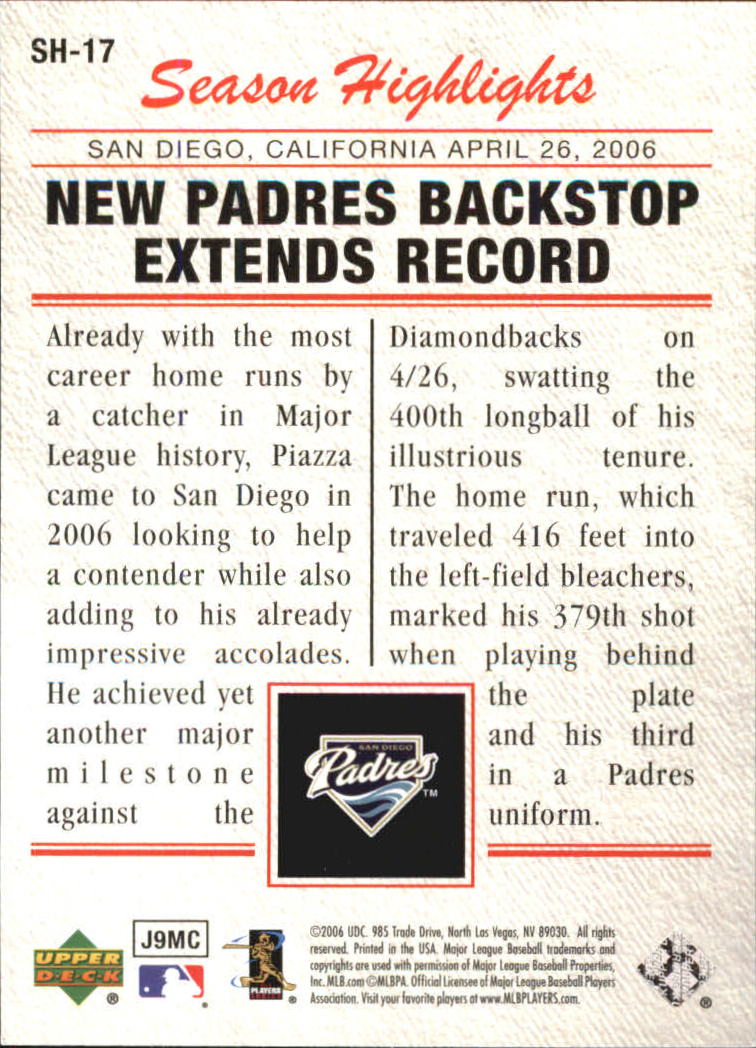 SH-17
Season Highlights
SAN DIEGO, CALIFORNIA APRIL 26, 2006
NEW PADRES BACKSTOP
EXTENDS RECORD
Already with the most
career home runs by
a catcher in Major
League history, Piazza
came to San Diego in
2006 looking to help
a contender while also
adding to his already
impressive accolades.
He achieved yet
another major
milestone
against the
Diamondbacks on
4/26, swatting the
400th longball of his
illustrious tenure.
The home run, which
traveled 416 feet into
the left-field bleachers,
marked his 379th shot
when playing behind
the plate
and his third
in a Padres
uniform.
SAN DIEGO
Padres
TM
UPPER
DECK
®
J9MC
®
PLAYERS
CHOICE
®
©2006 UDC. 985 Trade Drive, North Las Vegas, NV 89030. All rights
reserved. Printed in the USA. Major League Baseball trademarks and
copyrights are used with permission of Major League Baseball Properties,
Inc. MLB.com ©MLBPA. Official Licensee of Major League Baseball Players
Association. Visit your favorite players at www.MLBPLAYERS.com.
®